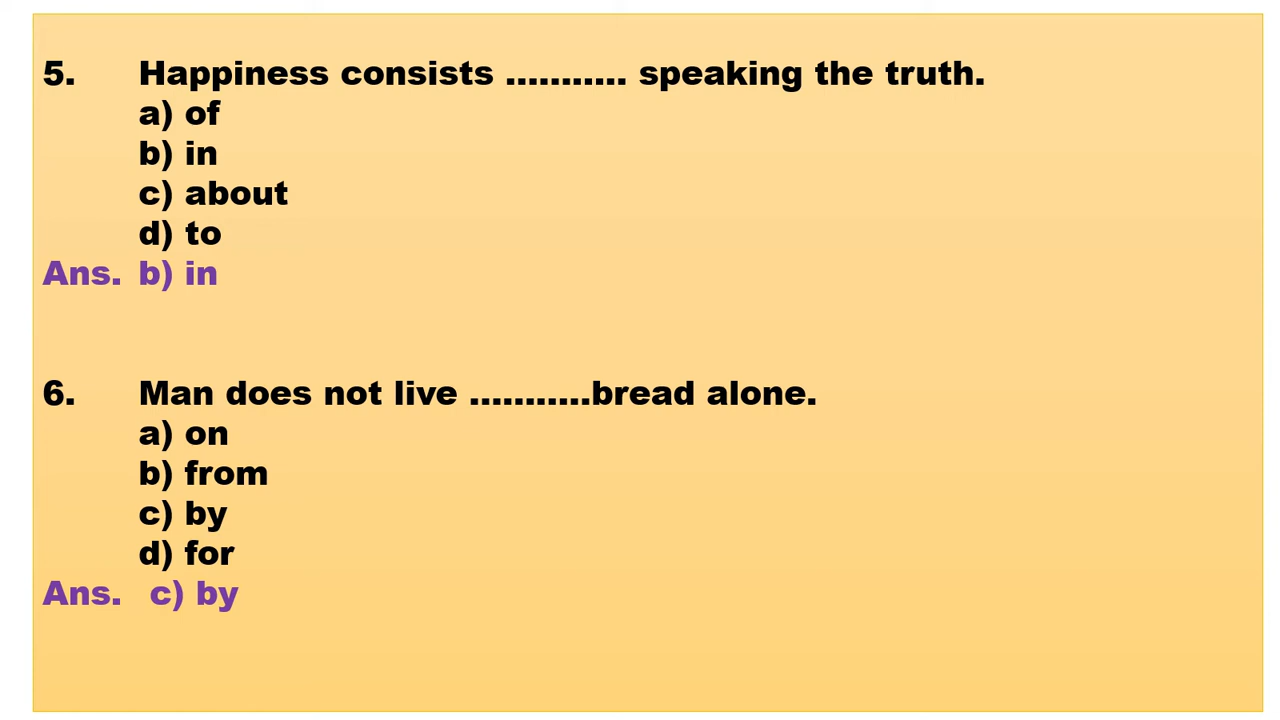 5. Happiness consists ........... speaking the truth.
a) of
b) in
c) about
d) to
Ans. b) in
6. Man does not live ...........bread alone.
a) on
b) from
c) by
d) for
Ans. c) by